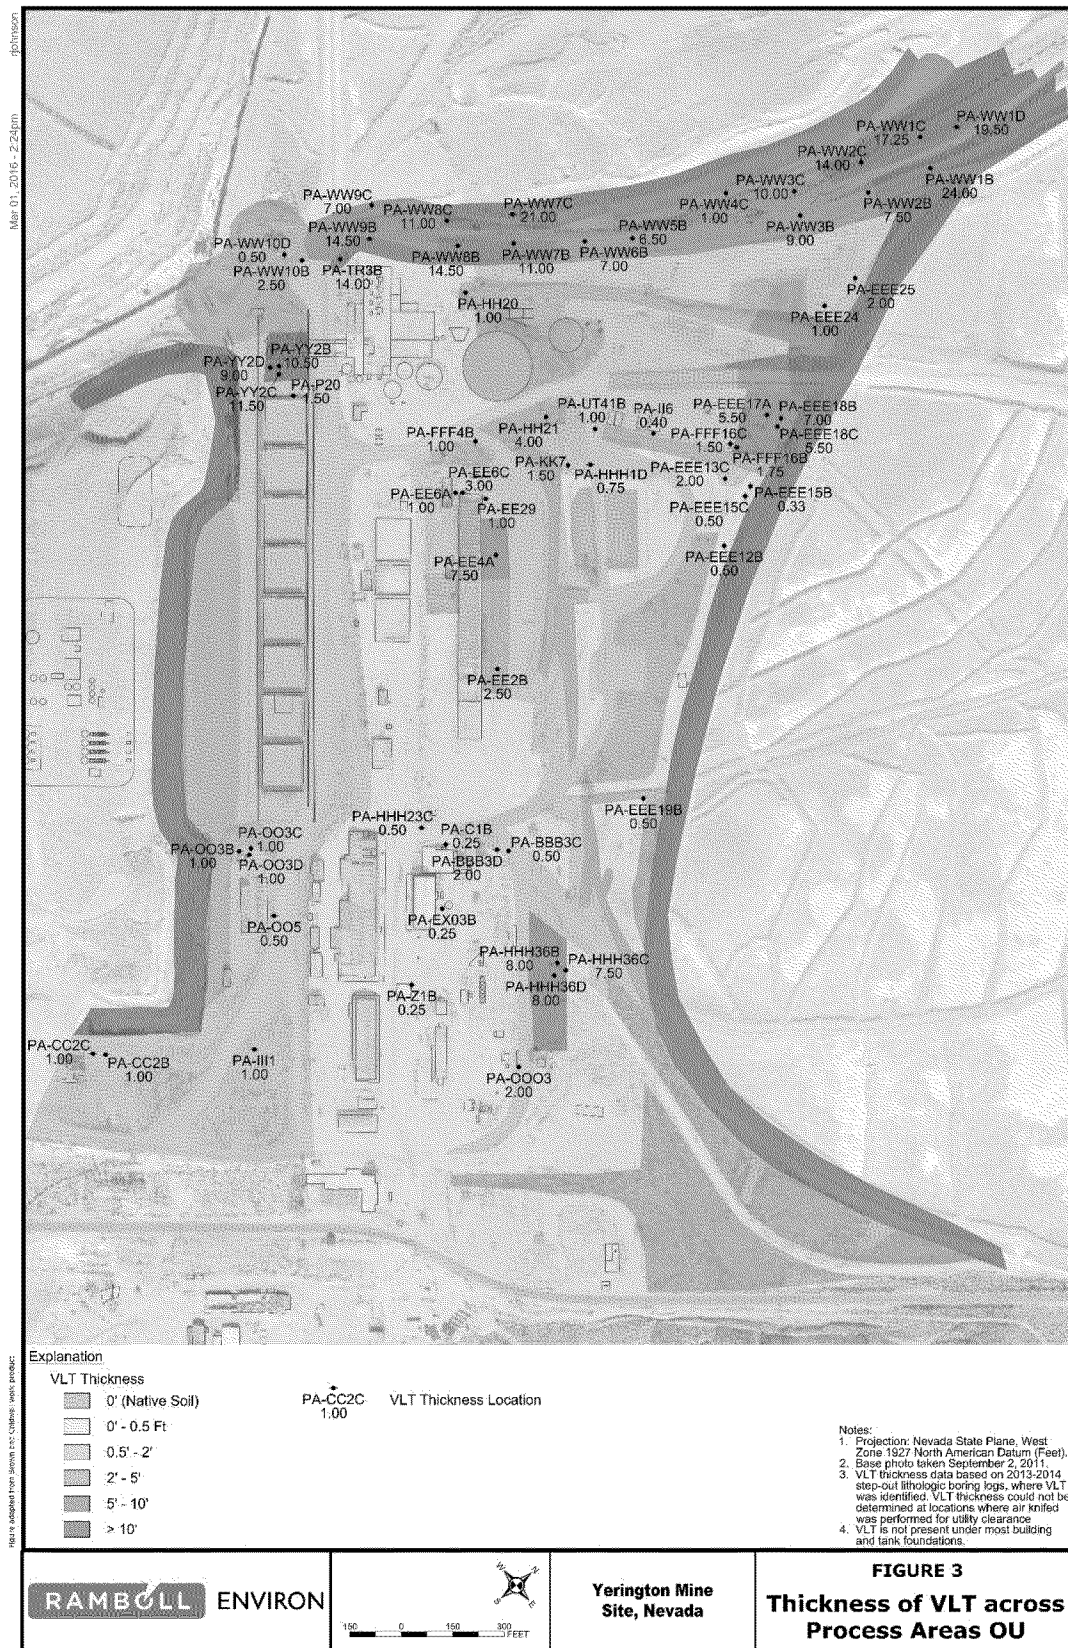 Mar 01, 2016 - 2:24pm rjohnson
PA-WW1D
19.50
PA-WW1C
17.25
PA-WW2C
14.00
PA-WW1B
24.00
PA-WW3C
10.00
PA-WW2B
7.50
PA-WW4C
1.00
PA-WW3B
9.00
PA-WW9C
7.00
PA-WW8C
11.00
PA-WW7C
21.00
PA-WW5B
6.50
PA-WW9B
14.50
PA-WW10D
0.50
PA-WW10B
2.50
PA-TR3B
14.00
PA-WW8B
14.50
PA-WW7B
11.00
PA-WW6B
7.00
PA-EEE25
2.00
PA-HH20
1.00
PA-EEE24
1.00
PA-YY2B
10.50
PA-YY2D
9.00
PA-P20
1.50
PA-YY2C
11.50
PA-UT41B
1.00
PA-II6
0.40
PA-EEE17A
5.50
PA-EEE18B
7.00
PA-HH21
4.00
PA-FFF4B
1.00
PA-FFF16C
1.50
PA-EEE18C
5.50
PA-FFF16B
1.75
PA-KK7
1.50
PA-HHH1D
0.75
PA-EEE13C
2.00
PA-EE6C
3.00
PA-EE6A
1.00
PA-EE29
1.00
PA-EEE15B
0.33
PA-EEE15C
0.50
PA-EEE12B
0.50
PA-EE4A
7.50
PA-EE2B
2.50
PA-EEE19B
0.50
PA-HHH23C
0.50
PA-C1B
0.25
PA-OO3C
1.00
PA-OO3B
1.00
PA-OO3D
1.00
PA-BBB3D
2.00
PA-BBB3C
0.50
PA-OO5
0.50
PA-EX03B
0.25
PA-HHH36B
8.00
PA-HHH36C
7.50
PA-HHH36D
8.00
PA-Z1B
0.25
PA-CC2C
1.00
PA-CC2B
1.00
PA-III1
1.00
PA-OOO3
2.00
Figure adapted from Brown and Caldwell work product.
Explanation
VLT Thickness
0' (Native Soil)
0' - 0.5 Ft
0.5' - 2'
2' - 5'
5' - 10'
> 10'
PA-CC2C
1.00
VLT Thickness Location
Notes:
1. Projection: Nevada State Plane, West
Zone 1927 North American Datum (Feet).
2. Base photo taken September 2, 2011.
3. VLT thickness data based on 2013-2014
step-out lithologic boring logs, where VLT
was identified. VLT thickness could not be
determined at locations where air knifed
was performed for utility clearance
4. VLT is not present under most building
and tank foundations.
RAMBOLL ENVIRON
W N
S E
150 0 150 300
FEET
Yerington Mine
Site, Nevada
FIGURE 3
Thickness of VLT across
Process Areas OU